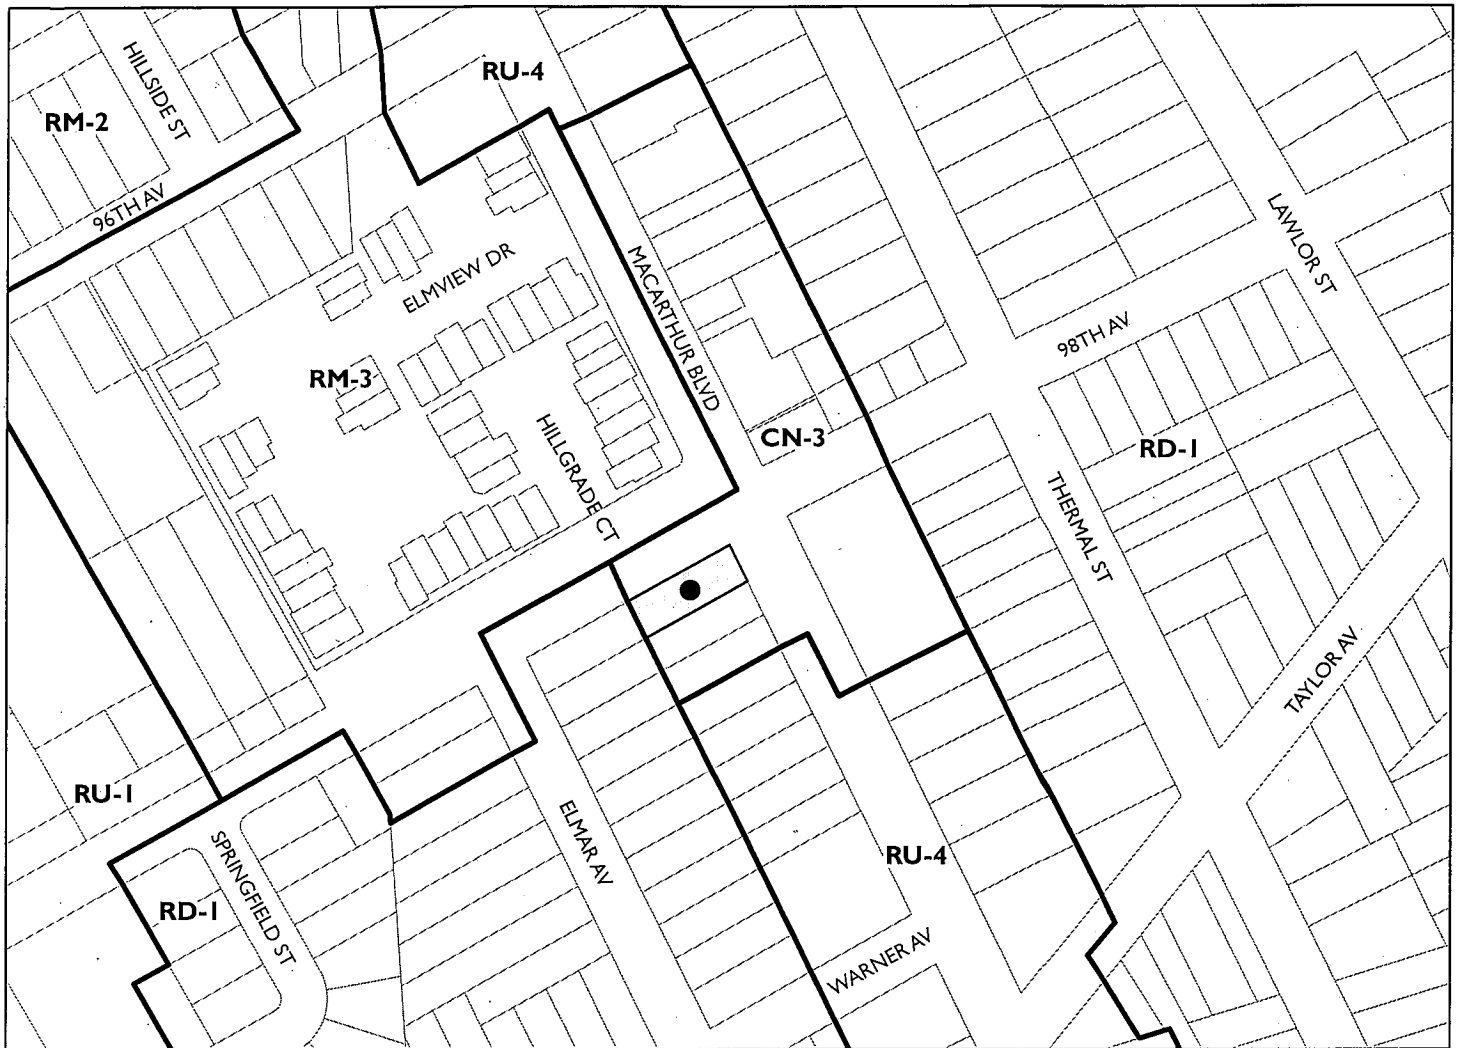 RU-4
HILLSIDE ST
RM-2
96TH AV
LAWLOR ST
ELMVIEW DR
MACARTHUR BLVD
98TH AV
RM-3
HILLGRADE CT
CN-3
RD-1
THERMAL ST
TAYLOR AV
RU-1
ELMAR AV
SPRINGFIELD ST
RU-4
RD-1
WARNER AV